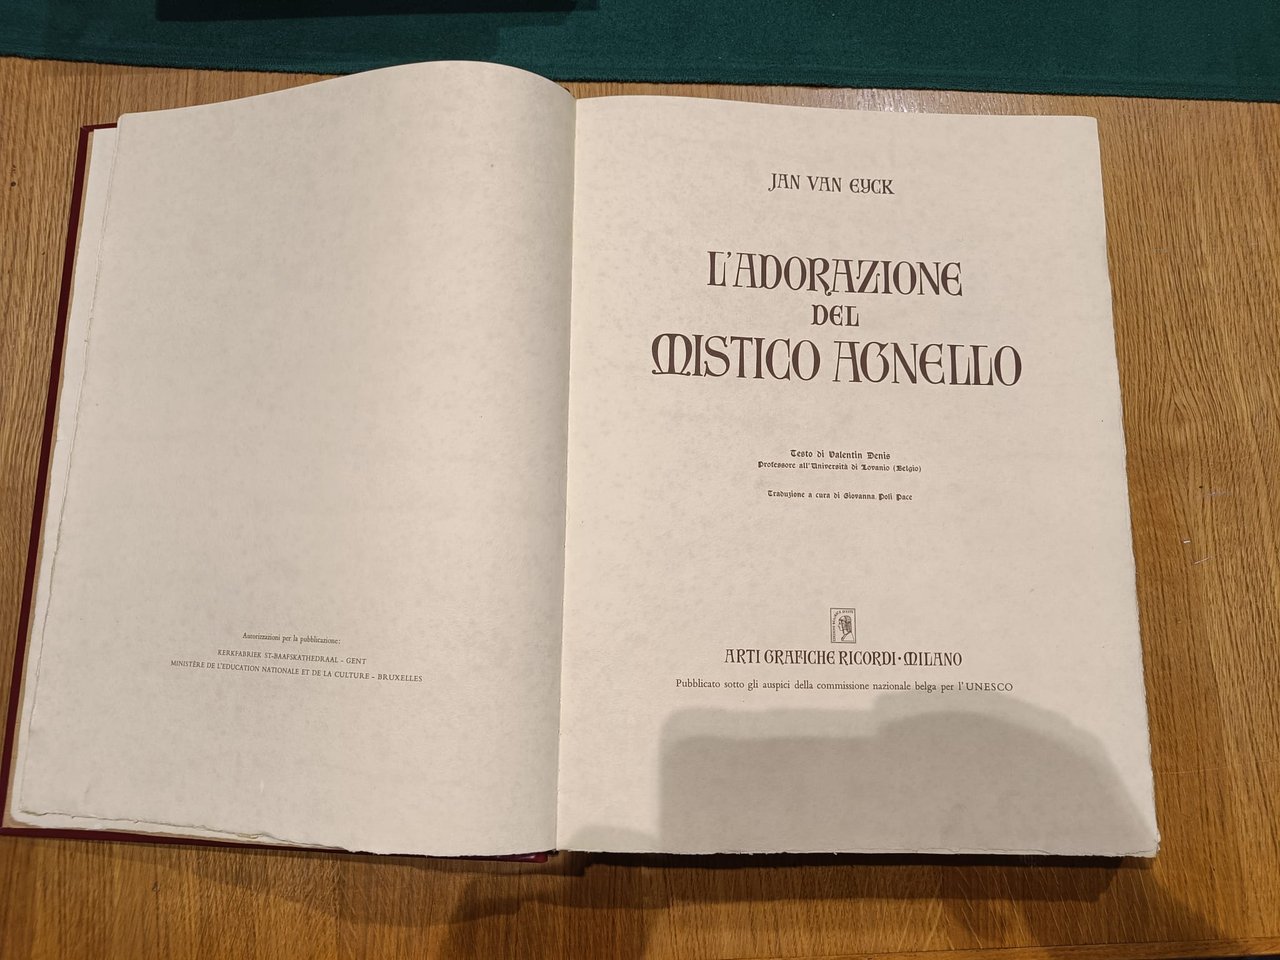 Autorizzazioni per la pubblicazione:
KERKFABRIEK ST-BAAFSKATHEDRAAL - GENT
MINISTÈRE DE L'EDUCATION NATIONALE ET DE LA CULTURE - BRUXELLES
JAN VAN EYCK
L'ADORAZIONE
DEL
MISTICO AGNELLO
Testo di Valentin Denis
Professore all'Università di Lovanio (Belgio)
Traduzione a cura di Giovanna Poli Pace
ARTI GRAFICHE RICORDI · MILANO
Pubblicato sotto gli auspici della commissione nazionale belga per l'UNESCO